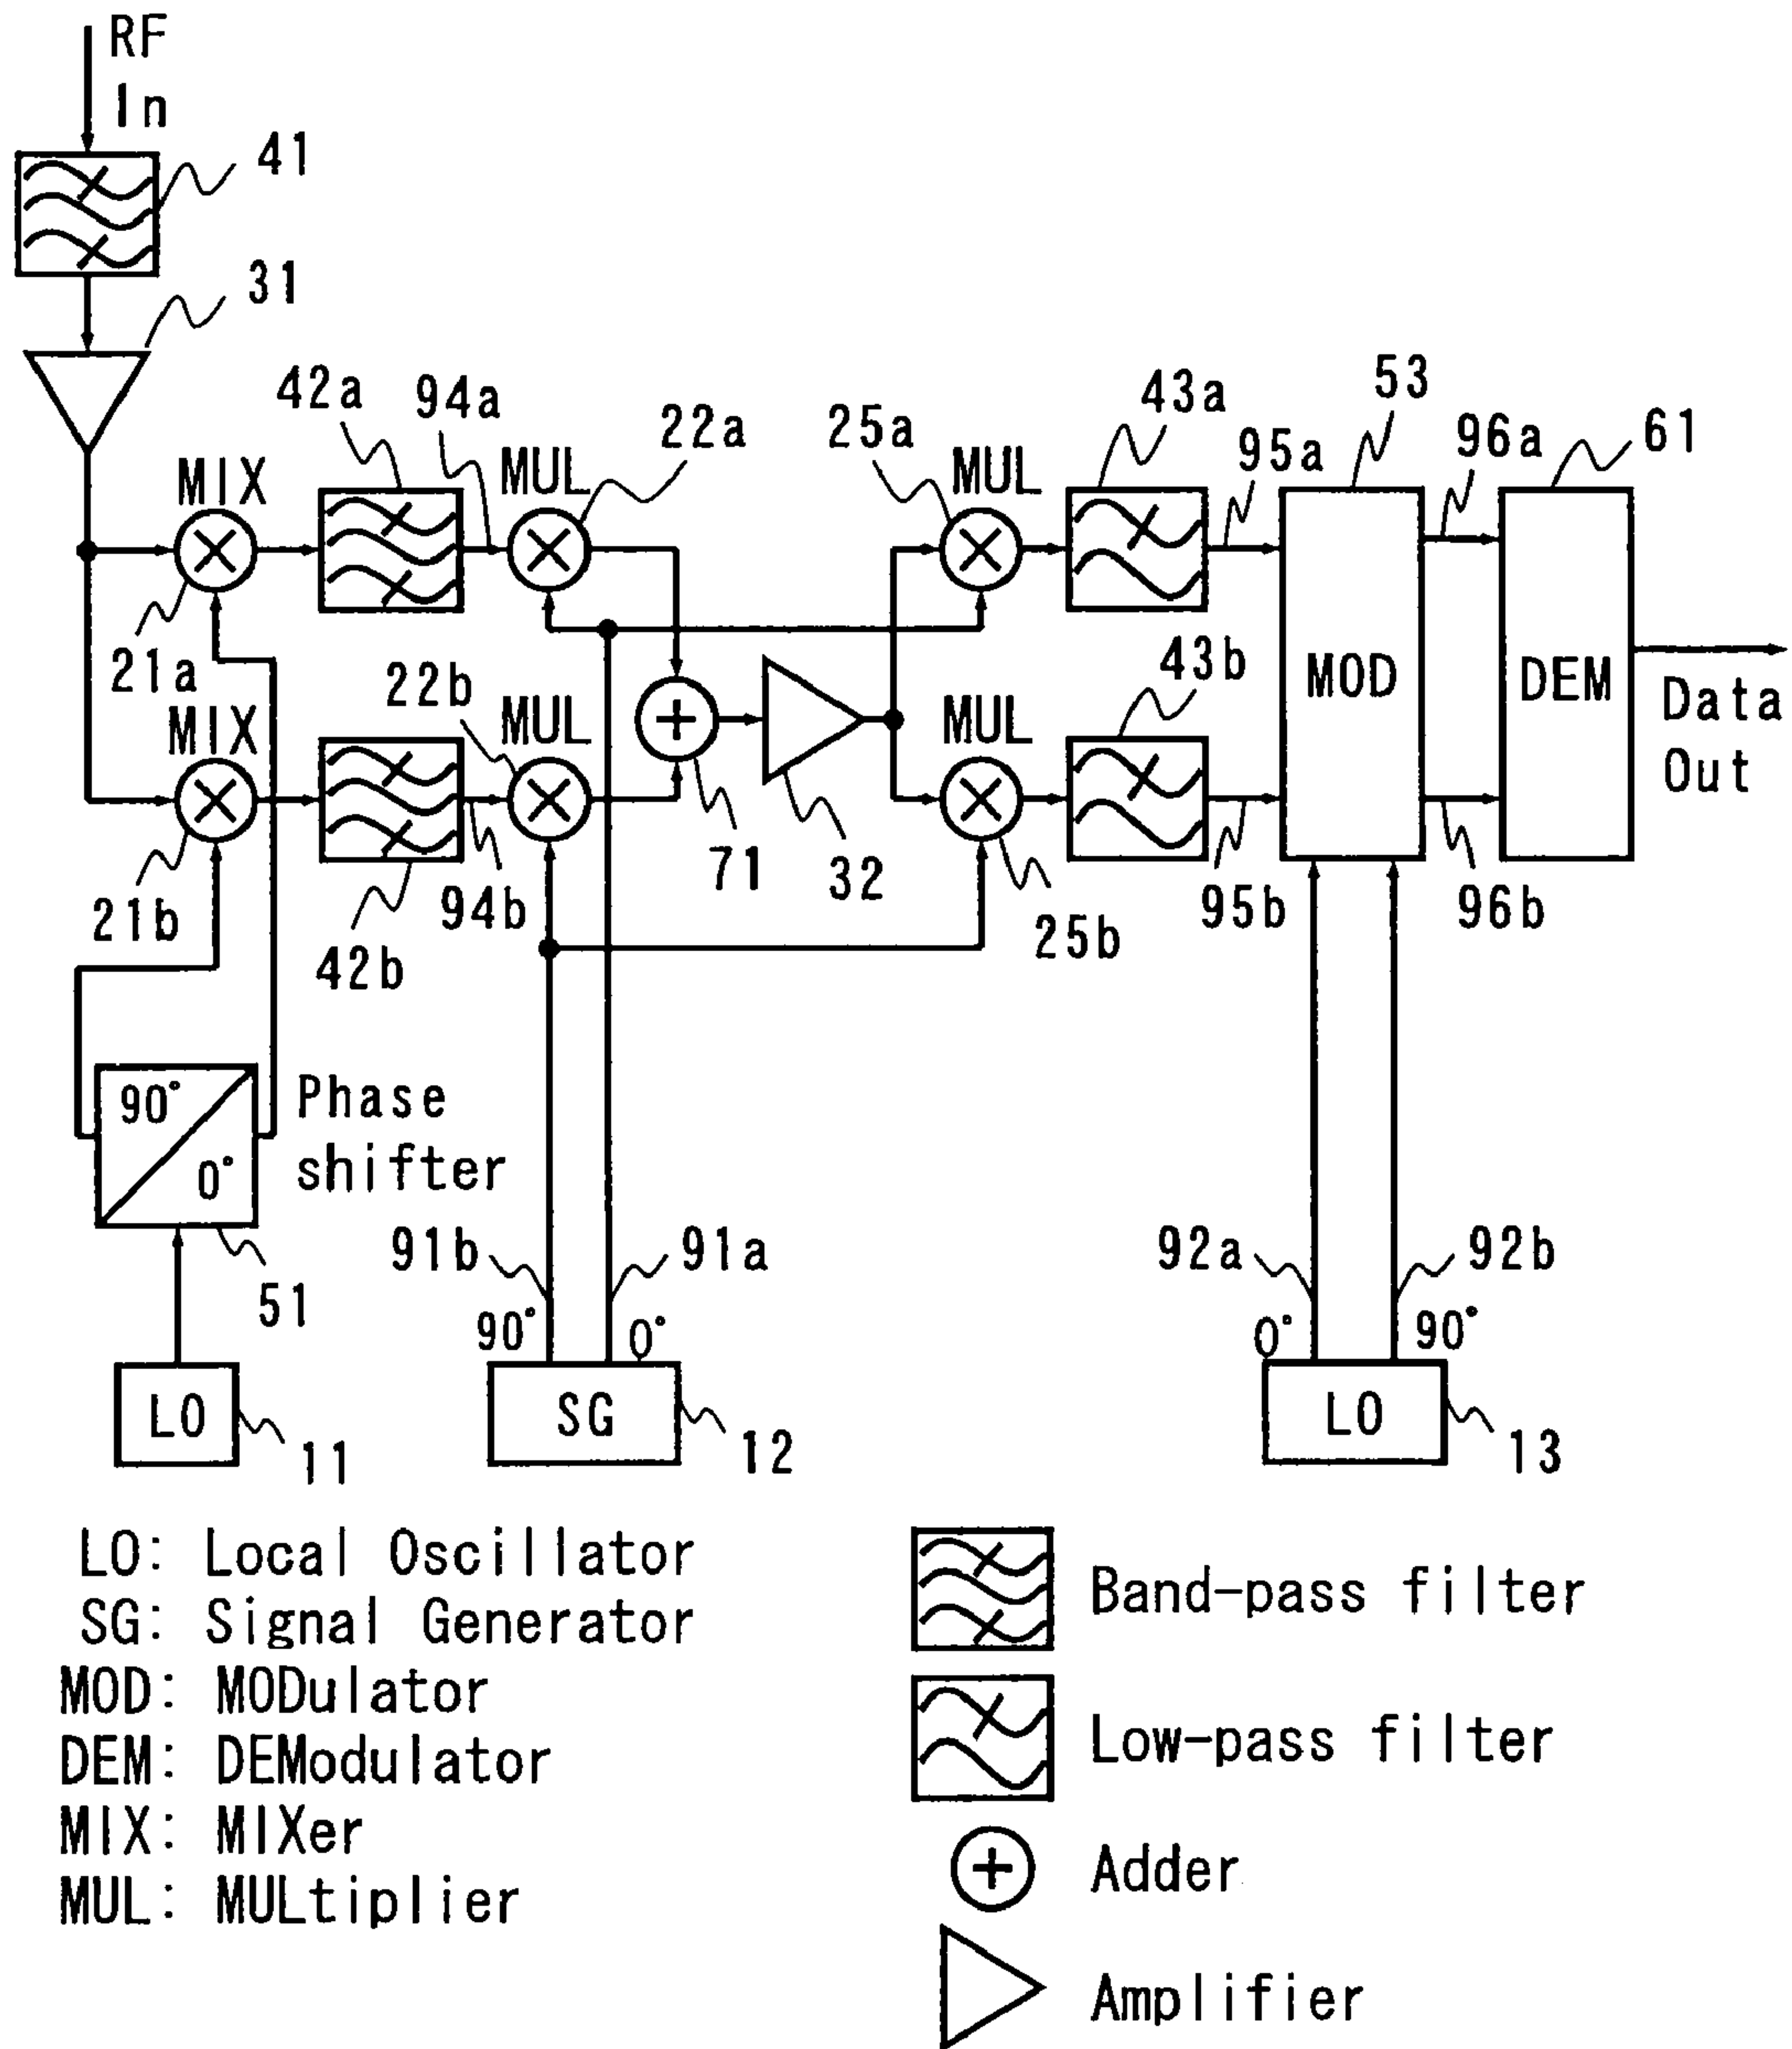 RF
In
41
31
42a
94a
22a
25a
43a
53
96a
61
95a
MIX
MUL
MUL
21a
22b
43b
MIX
MUL
MUL
MOD
DEM
Data
Out
71
32
21b
42b
94b
25b
95b
96b
90°
0°
Phase
shifter
51
91b
91a
92a
92b
90°
0°
0°
90°
LO
11
SG
12
LO
13
LO: Local Oscillator
SG: Signal Generator
MOD: MODulator
DEM: DEModulator
MIX: MIXer
MUL: MULtiplier
Band-pass filter
Low-pass filter
Adder
Amplifier